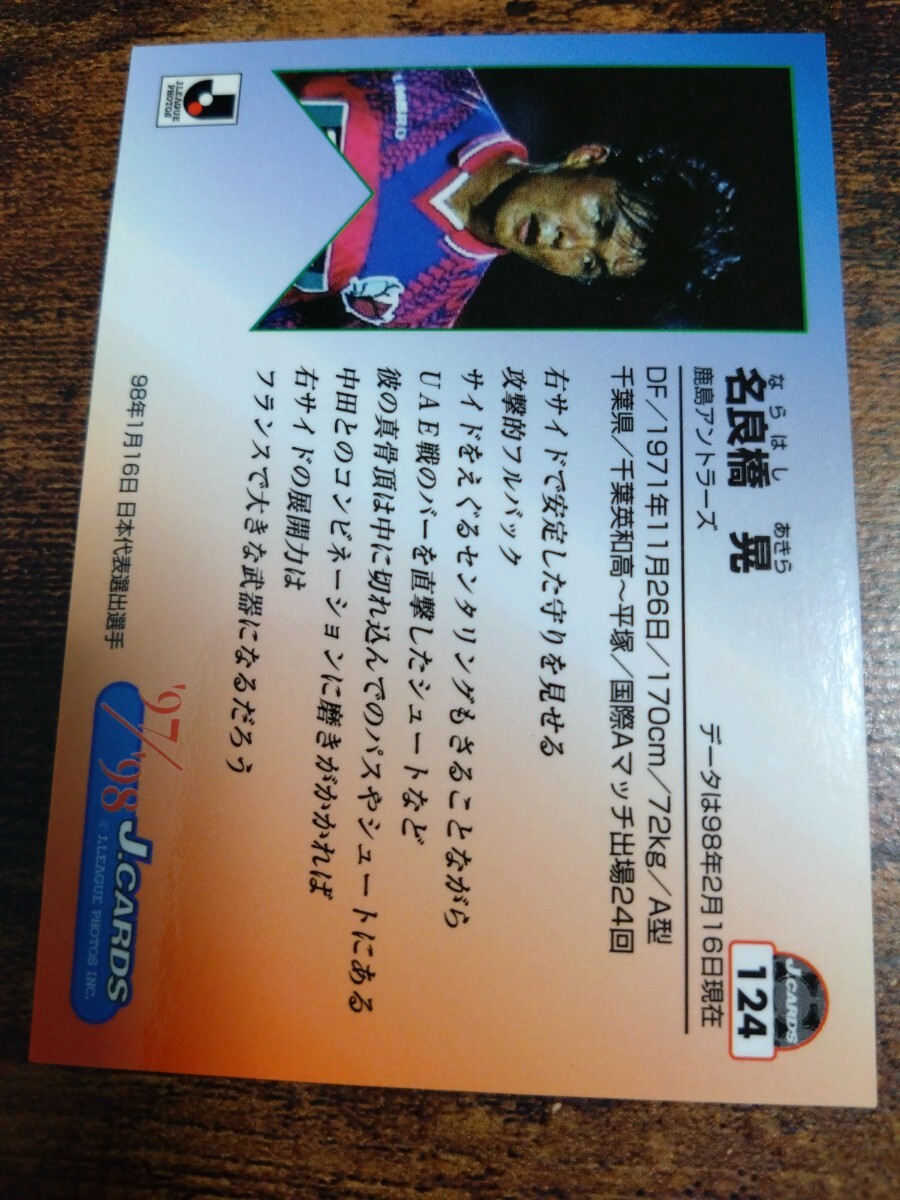 J.LEAGUE
PHOTOS
UMBRO
J.CARDS
124
ならはし あきら
名良橋 晃
鹿島アントラーズ データは98年2月16日現在
DF／1971年11月26日／170cm／72kg／A型
千葉県／千葉英和高～平塚／国際Aマッチ出場24回
右サイドで安定した守りを見せる
攻撃的フルバック
サイドをえぐるセンタリングもさることながら
UAE戦のバーを直撃したシュートなど
彼の真骨頂は中に切れ込んでのパスやシュートにある
中田とのコンビネーションに磨きがかかれば
右サイドの展開力は
フランスで大きな武器になるだろう
98年1月16日 日本代表選出選手
'97/'98
J.CARDS
© J.LEAGUE PHOTOS INC.